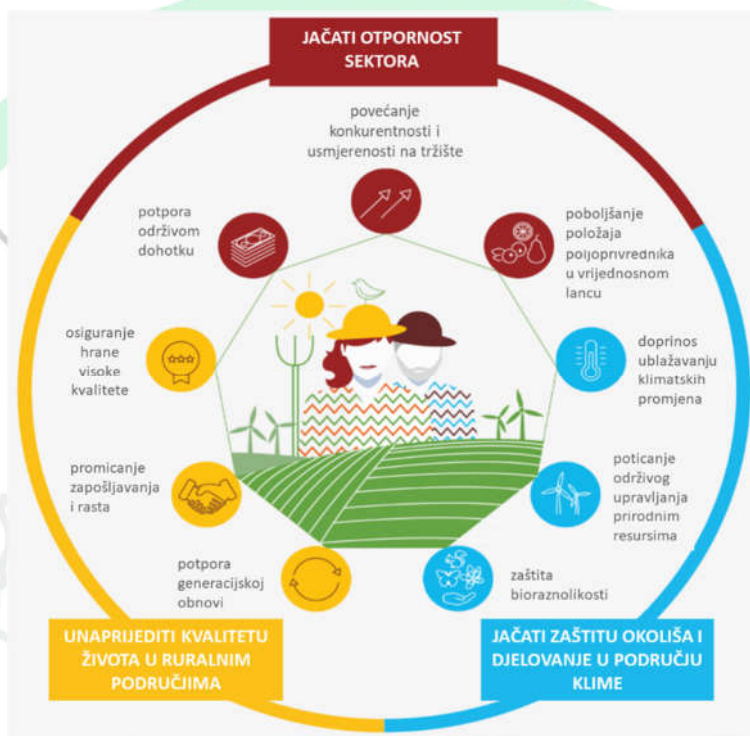 JAČATI OTPORNOST
SEKTORA
povećanje
konkurentnosti i
usmjerenosti na tržište
potpora
održivom
dohotku
poboljšanje
položaja
poljoprivrednika
u vrijednosnom
lancu
osiguranje
hrane
visoke
kvalitete
doprinos
ublažavanju
klimatskih
promjena
promicanje
zapošljavanja
i rasta
poticanje
održivog
upravljanja
prirodnim
resursima
potpora
generacijskoj
obnovi
zaštita
bioraznolikosti
UNAPRIJEDITI KVALITETU
ŽIVOTA U RURALNIM
PODRUČJIMA
JAČATI ZAŠTITU OKOLIŠA I
DJELOVANJE U PODRUČJU
KLIME